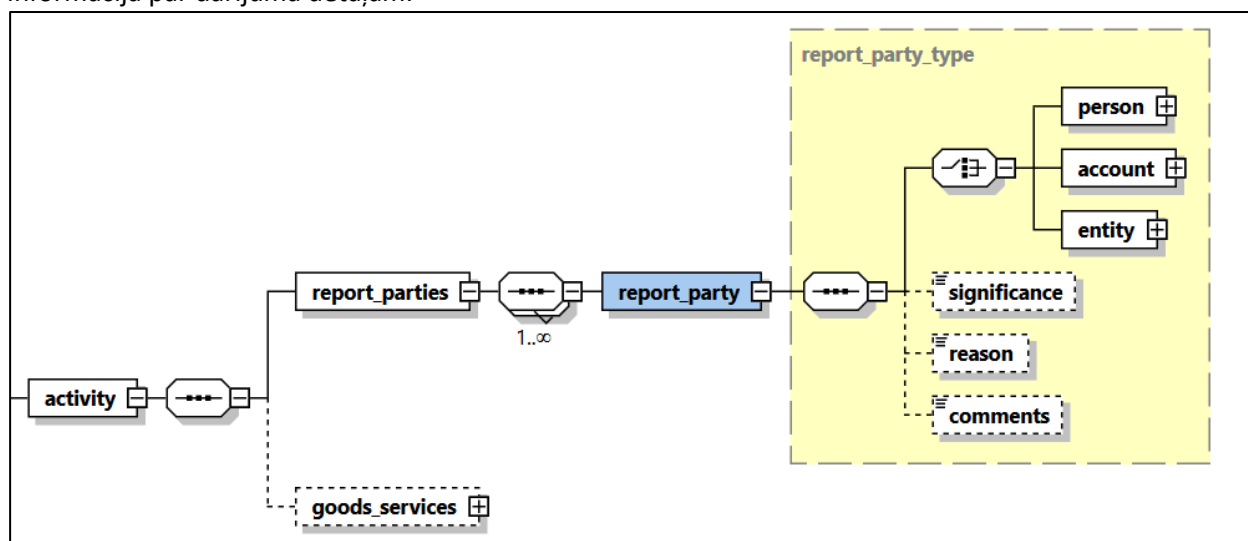 report_party_type
person
account
entity
report_parties
1..∞
report_party
significance
reason
comments
activity
goods_services